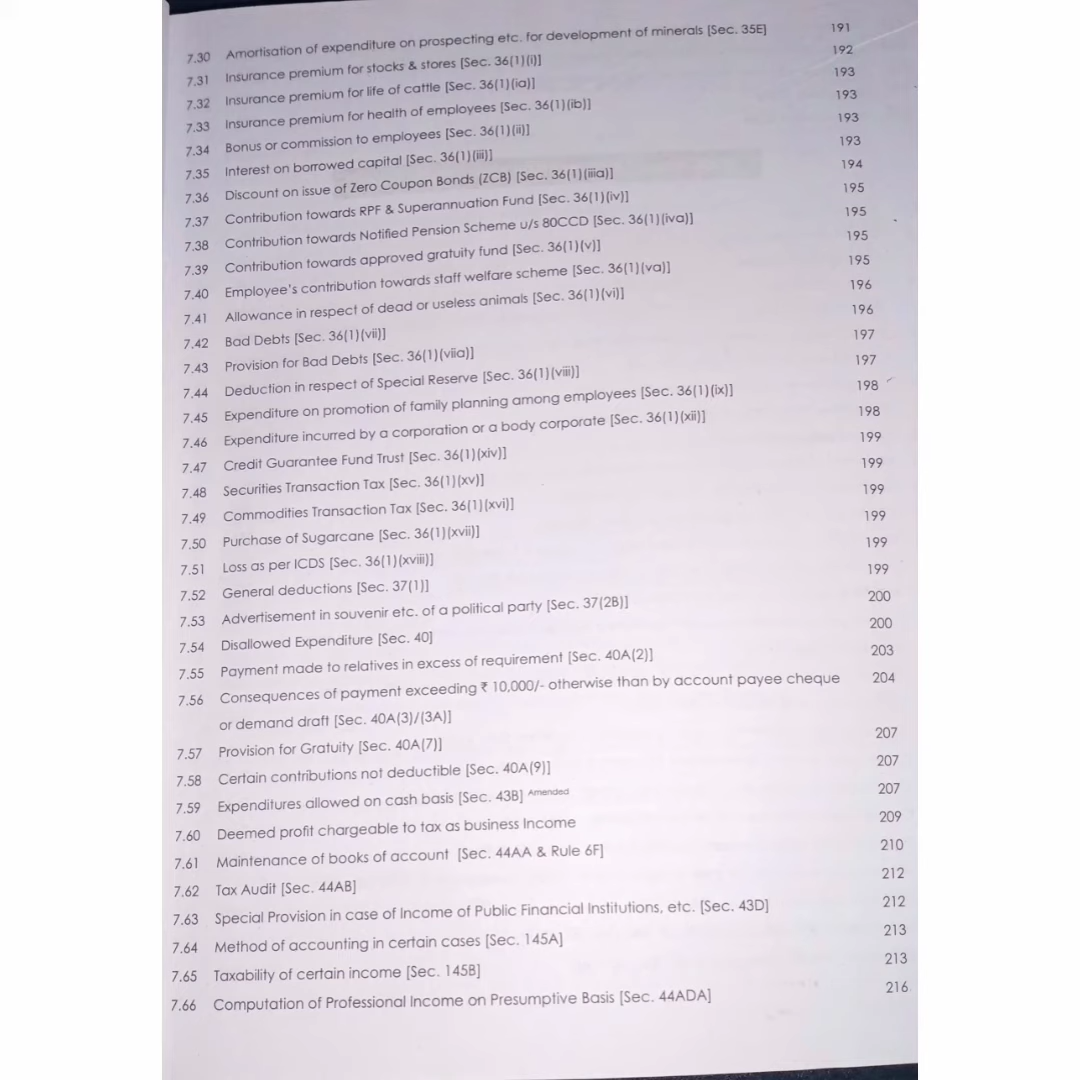 7.30 Amortisation of expenditure on prospecting etc. for development of minerals [Sec. 35E] 191
7.31 Insurance premium for stocks & stores [Sec. 36(1)(i)] 192
7.32 Insurance premium for life of cattle [Sec. 36(1)(ia)] 193
7.33 Insurance premium for health of employees [Sec. 36(1)(ib)] 193
7.34 Bonus or commission to employees [Sec. 36(1)(ii)] 193
7.35 Interest on borrowed capital [Sec. 36(1)(iii)] 193
7.36 Discount on issue of Zero Coupon Bonds (ZCB) [Sec. 36(1)(iiia)] 194
7.37 Contribution towards RPF & Superannuation Fund [Sec. 36(1)(iv)] 195
7.38 Contribution towards Notified Pension Scheme u/s 80CCD [Sec. 36(1)(iva)] 195
7.39 Contribution towards approved gratuity fund [Sec. 36(1)(v)] 195
7.40 Employee's contribution towards staff welfare scheme [Sec. 36(1)(va)] 195
7.41 Allowance in respect of dead or useless animals [Sec. 36(1)(vi)] 196
7.42 Bad Debts [Sec. 36(1)(vii)] 196
7.43 Provision for Bad Debts [Sec. 36(1)(viia)] 197
7.44 Deduction in respect of Special Reserve [Sec. 36(1)(viii)] 197
7.45 Expenditure on promotion of family planning among employees [Sec. 36(1)(ix)] 198
7.46 Expenditure incurred by a corporation or a body corporate [Sec. 36(1)(xii)] 198
7.47 Credit Guarantee Fund Trust [Sec. 36(1)(xiv)] 199
7.48 Securities Transaction Tax [Sec. 36(1)(xv)] 199
7.49 Commodities Transaction Tax [Sec. 36(1)(xvi)] 199
7.50 Purchase of Sugarcane [Sec. 36(1)(xvii)] 199
7.51 Loss as per ICDS [Sec. 36(1)(xviii)] 199
7.52 General deductions [Sec. 37(1)] 199
7.53 Advertisement in souvenir etc. of a political party [Sec. 37(2B)] 200
7.54 Disallowed Expenditure [Sec. 40] 200
7.55 Payment made to relatives in excess of requirement [Sec. 40A(2)] 203
7.56 Consequences of payment exceeding ₹ 10,000/- otherwise than by account payee cheque 204
or demand draft [Sec. 40A(3)/(3A)]
7.57 Provision for Gratuity [Sec. 40A(7)] 207
7.58 Certain contributions not deductible [Sec. 40A(9)] 207
7.59 Expenditures allowed on cash basis [Sec. 43B] Amended 207
7.60 Deemed profit chargeable to tax as business Income 209
7.61 Maintenance of books of account [Sec. 44AA & Rule 6F] 210
7.62 Tax Audit [Sec. 44AB] 212
7.63 Special Provision in case of Income of Public Financial Institutions, etc. [Sec. 43D] 212
7.64 Method of accounting in certain cases [Sec. 145A] 213
7.65 Taxability of certain income [Sec. 145B] 213
7.66 Computation of Professional Income on Presumptive Basis [Sec. 44ADA] 216